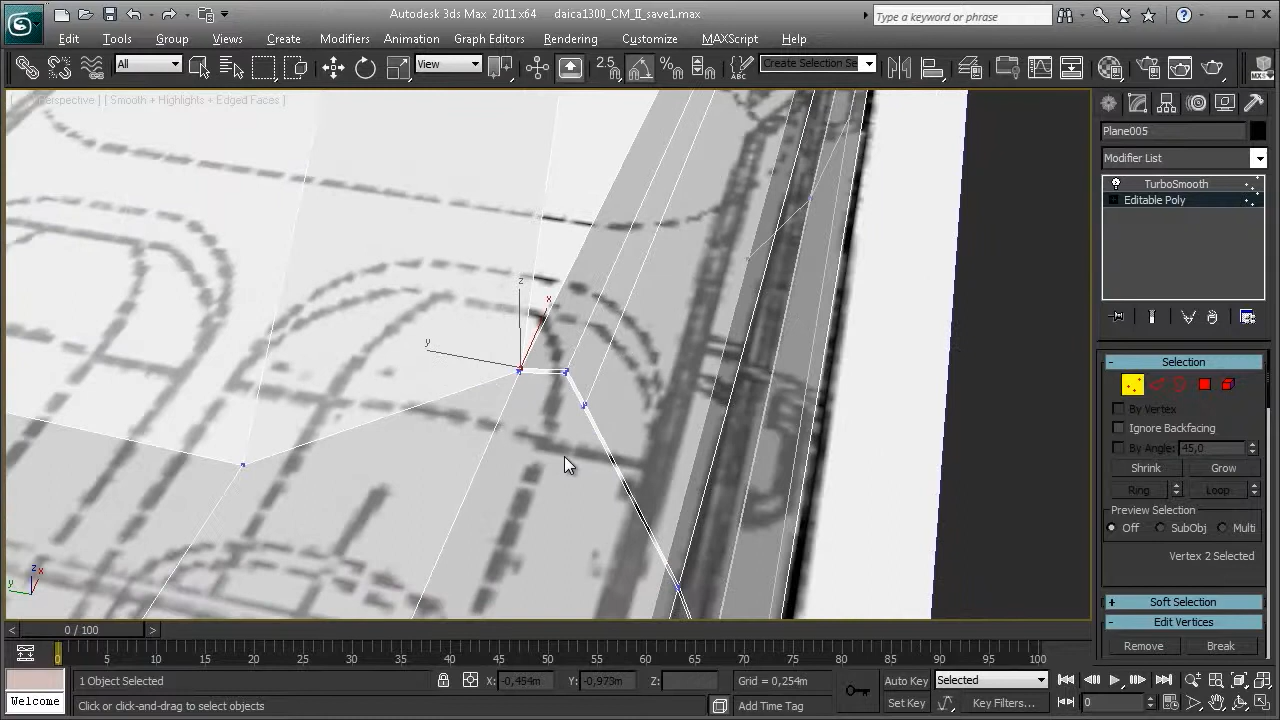 Autodesk 3ds Max 2011 x64 daica1300_CM_II_save1.max
Type a keyword or phrase
Edit Tools Group Views Create Modifiers Animation Graph Editors Rendering Customize MAXScript Help
All
View
2.5
Create Selection Se
Perspective ] [ Smooth + Highlights + Edged Faces ]
Plane005
Modifier List
TurboSmooth
Editable Poly
z
x
y
Selection
By Vertex
Ignore Backfacing
By Angle: 45,0
Shrink Grow
Ring Loop
Preview Selection
Off SubObj Multi
Vertex 2 Selected
Soft Selection
Edit Vertices
Remove Break
z
x
y
0 / 100
0 5 10 15 20 25 30 35 40 45 50 55 60 65 70 75 80 85 90 95 100
1 Object Selected X: -0,454m Y: -0,973m Z: Grid = 0,254m Auto Key Selected
Welcome Click or click-and-drag to select objects Add Time Tag Set Key Key Filters... 0